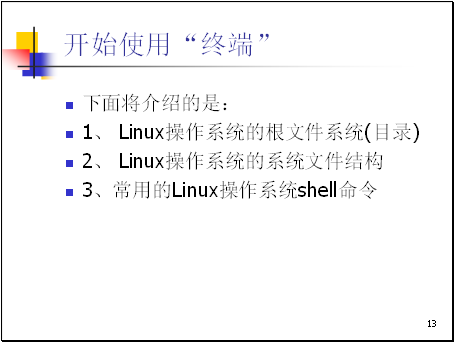 开始使用“终端”
下面将介绍的是：
1、 Linux操作系统的根文件系统(目录)
2、 Linux操作系统的系统文件结构
3、常用的Linux操作系统shell命令
13